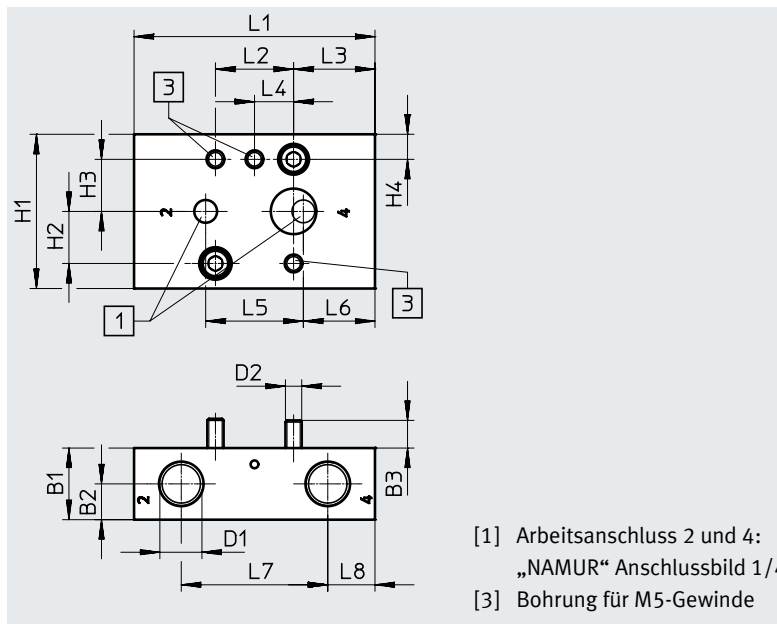 L1
L2
L3
3
L4
H1
H3
H2
H4
2
4
1
L5
L6
3
D2
B1
B2
B3
2
4
D1
L7
L8
[1] Arbeitsanschluss 2 und 4:
„NAMUR“ Anschlussbild 1/4
[3] Bohrung für M5-Gewinde